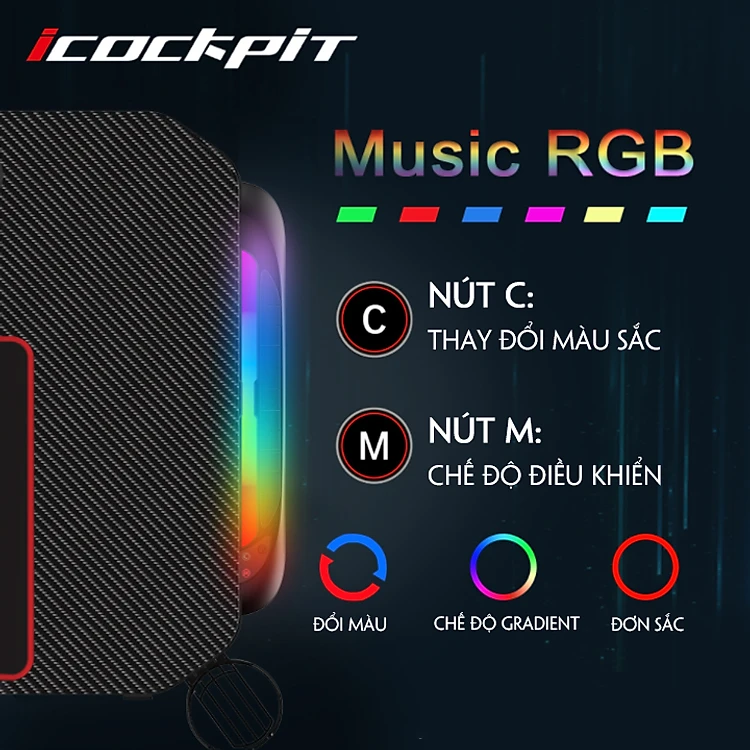 icockpit
Music RGB
C
NÚT C:
THAY ĐỔI MÀU SẮC
M
NÚT M:
CHẾ ĐỘ ĐIỀU KHIỂN
ĐỔI MÀU
CHẾ ĐỘ GRADIENT
ĐƠN SẮC